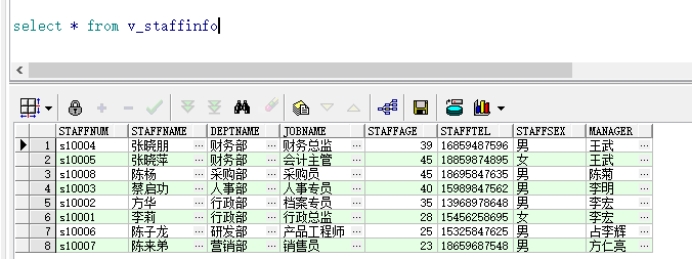 select * from v_staffinfo
STAFFNUM STAFFNAME DEPTNAME JOBNAME STAFFAGE STAFFTEL STAFFSEX MANAGER
1 s10004 张晓朋 ... 财务部 ... 财务总监 ... 39 16859487596 男 王武 ...
2 s10005 张晓萍 ... 财务部 ... 会计主管 ... 45 18859874895 女 王武 ...
3 s10008 陈杨 ... 采购部 ... 采购员 ... 45 18695847635 男 陈菊 ...
4 s10003 蔡启功 ... 人事部 ... 人事专员 ... 40 15989847562 男 李明 ...
5 s10002 方华 ... 行政部 ... 档案专员 ... 35 13968978648 男 李宏 ...
6 s10001 李莉 ... 行政部 ... 行政总监 ... 28 15456258695 女 李宏 ...
7 s10006 陈子龙 ... 研发部 ... 产品工程师 ... 25 15325847625 男 占李辉 ...
8 s10007 陈来弟 ... 营销部 ... 销售员 ... 23 18659687548 男 方仁亮 ...